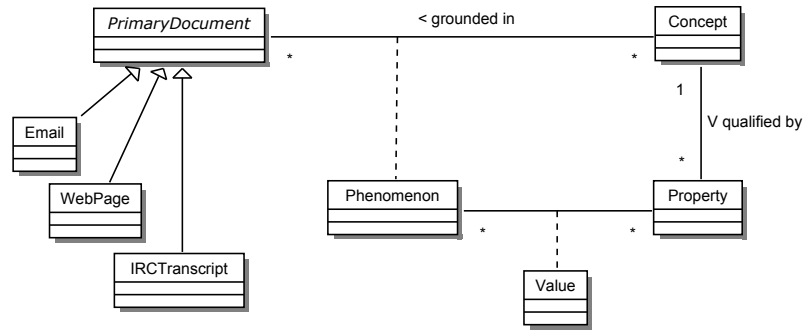 PrimaryDocument
< grounded in
Concept
*
*
1
V qualified by
*
Email
WebPage
IRCTranscript
Phenomenon
Property
*
*
Value